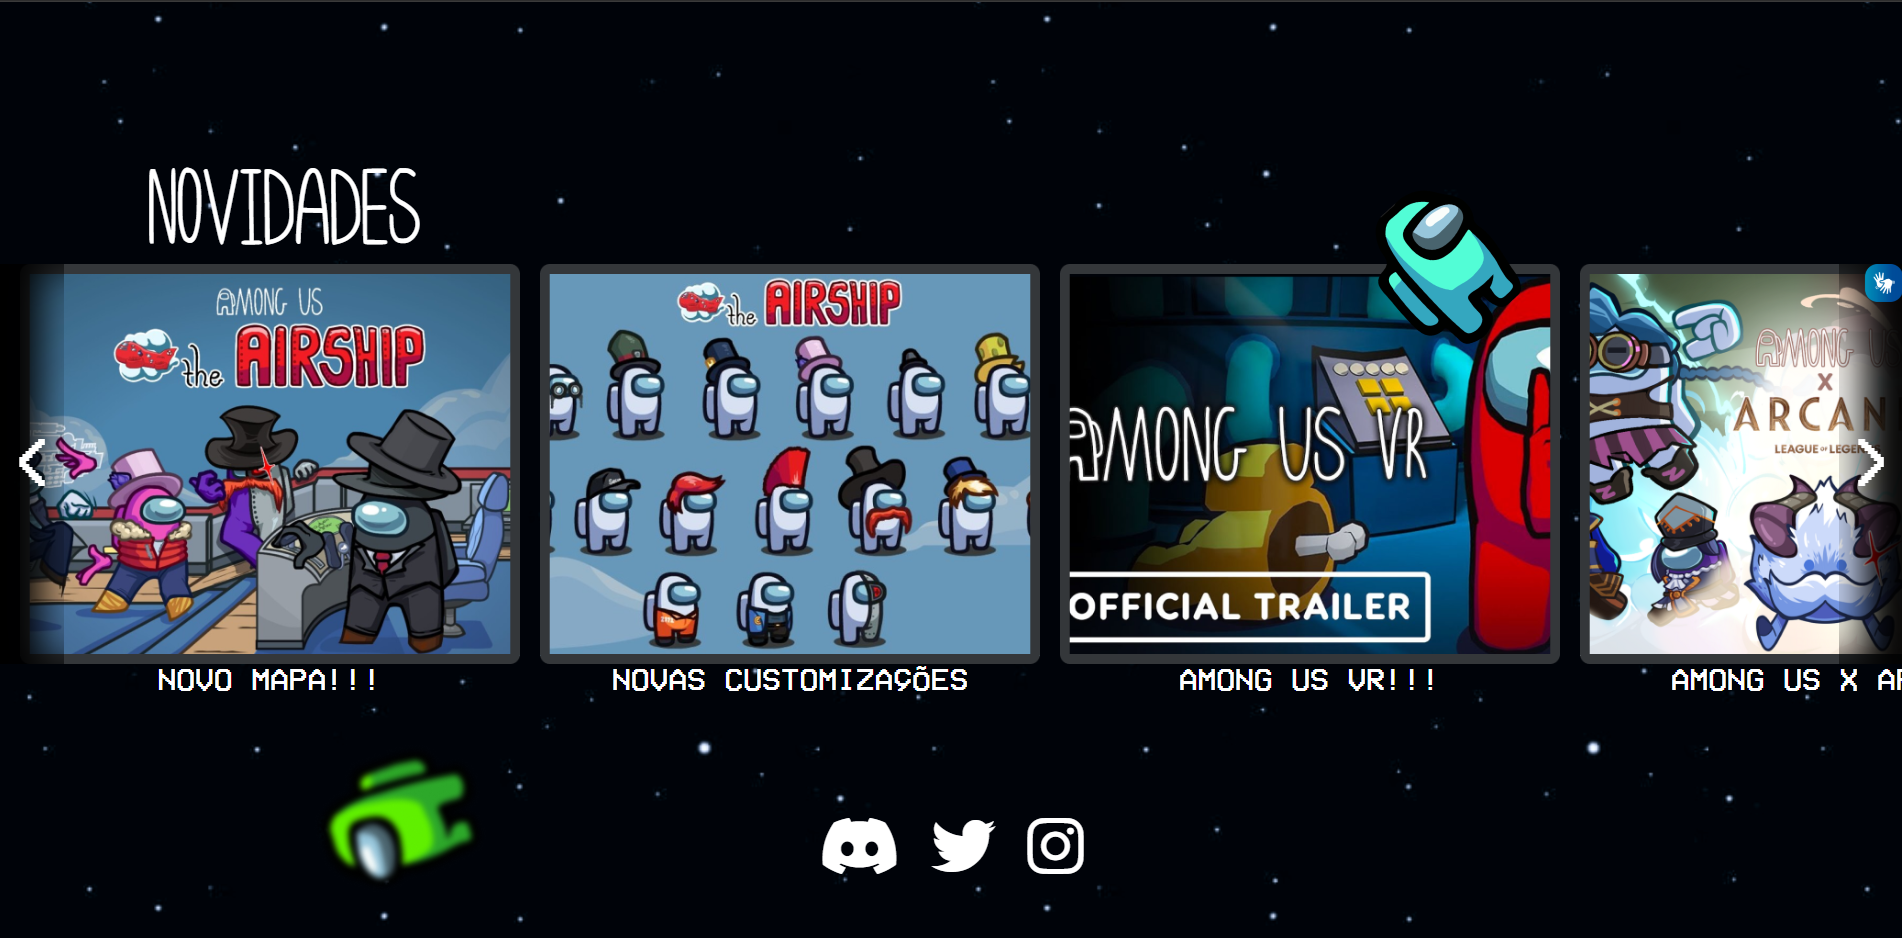 NOVIDADES
AMONG US
the AIRSHIP
NOVO MAPA!!!
the AIRSHIP
NOVAS CUSTOMIZAÇÕES
AMONG US VR
OFFICIAL TRAILER
AMONG US VR!!!
AMONG U
X
ARCAN
LEAGUE OF LEGEN
AMONG US X AR